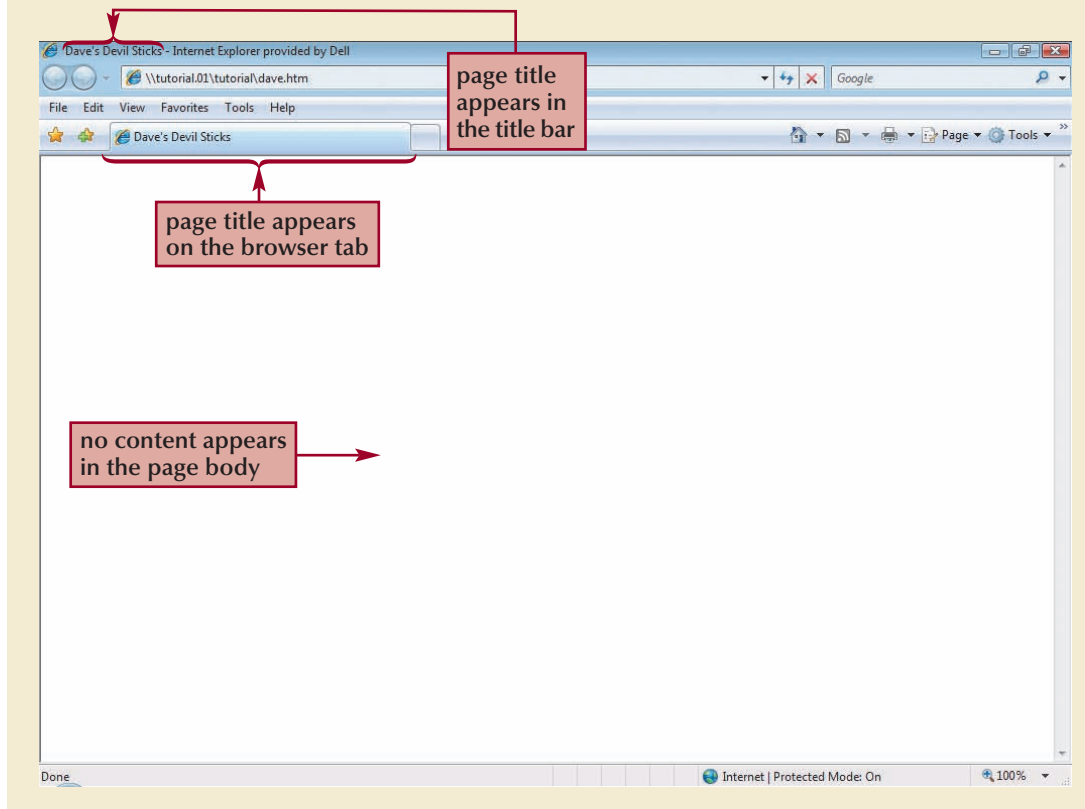 Dave's Devil Sticks - Internet Explorer provided by Dell
\\tutorial.01\tutorial\dave.htm
Google
File Edit View Favorites Tools Help
Dave's Devil Sticks
Page Tools
page title
appears in
the title bar
page title appears
on the browser tab
no content appears
in the page body
Done
Internet | Protected Mode: On
100%